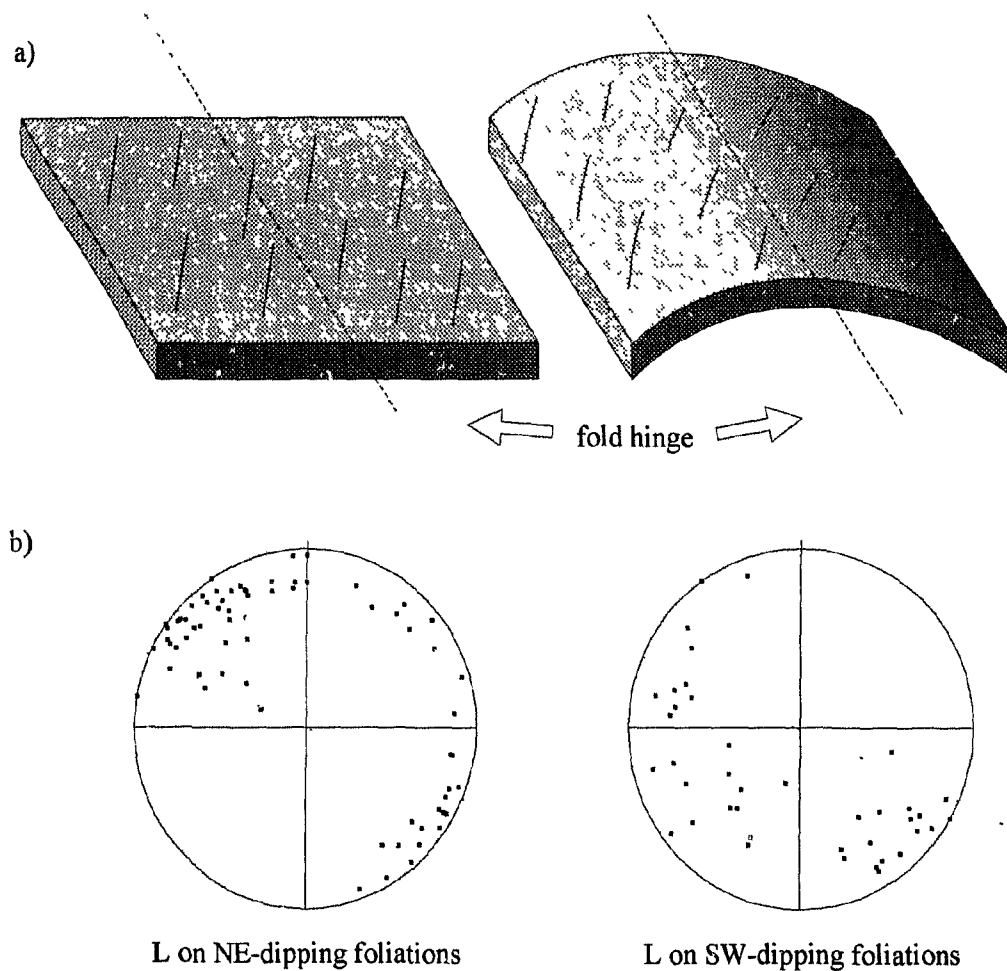 a)
fold hinge
b)
L on NE-dipping foliations
L on SW-dipping foliations